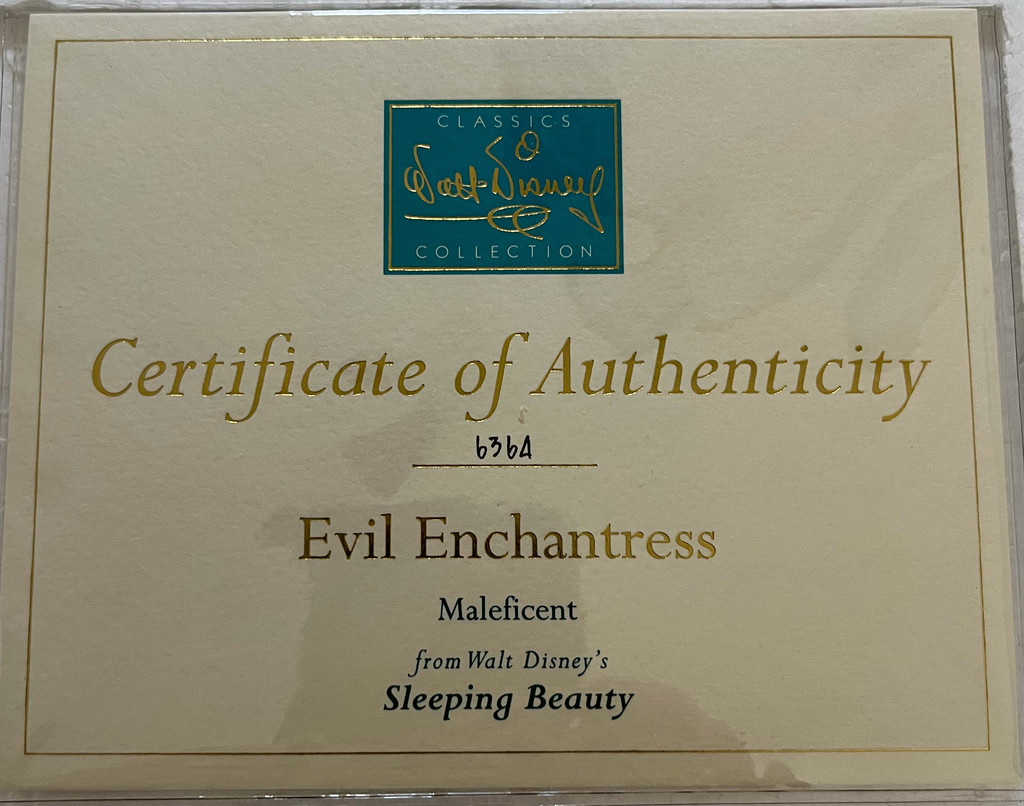 CLASSICS
Walt Disney
COLLECTION
Certificate of Authenticity
6364
Evil Enchantress
Maleficent
from Walt Disney's
Sleeping Beauty